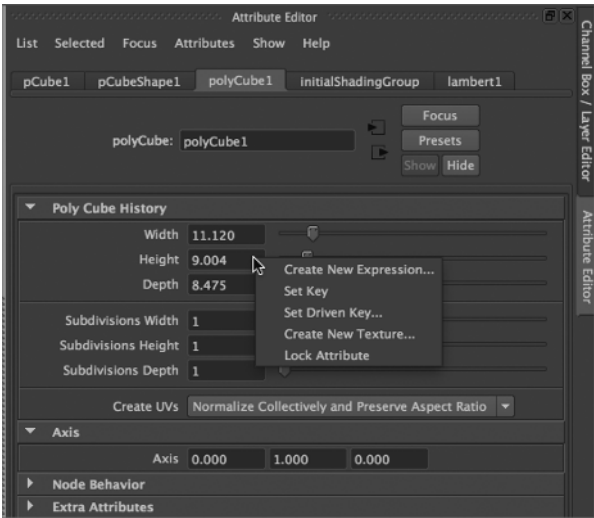 Attribute Editor
List Selected Focus Attributes Show Help
pCube1 pCubeShape1 polyCube1 initialShadingGroup lambert1
Focus
polyCube: polyCube1 Presets
Show Hide
Poly Cube History
Width 11.120
Height 9.004
Depth 8.475
Create New Expression...
Set Key
Set Driven Key...
Create New Texture...
Lock Attribute
Subdivisions Width 1
Subdivisions Height 1
Subdivisions Depth 1
Create UVs Normalize Collectively and Preserve Aspect Ratio
Axis
Axis 0.000 1.000 0.000
Node Behavior
Extra Attributes
Channel Box / Layer Editor
Attribute Editor